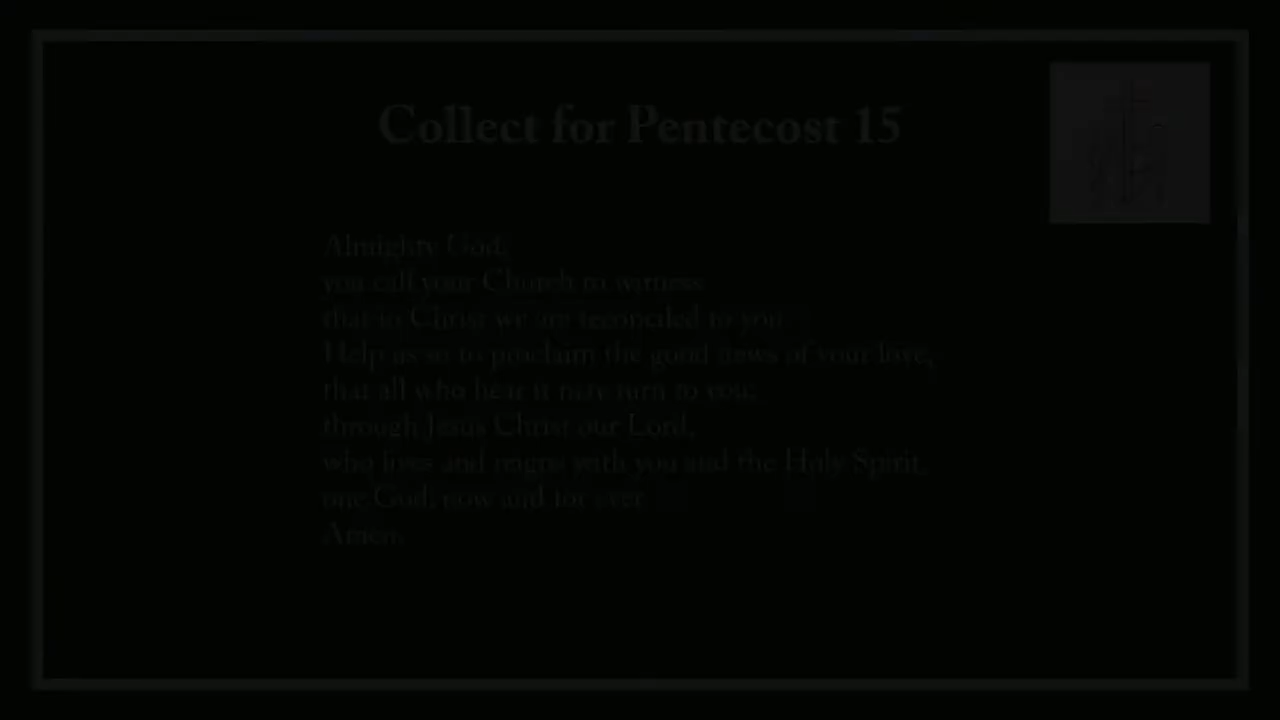 Collect for Pentecost 15
Almighty God,
you call your Church to witness
that in Christ we are reconciled to you.
Help us so to proclaim the good news of your love,
that all who hear it may turn to you;
through Jesus Christ our Lord,
who lives and reigns with you and the Holy Spirit,
one God, now and for ever.
Amen.